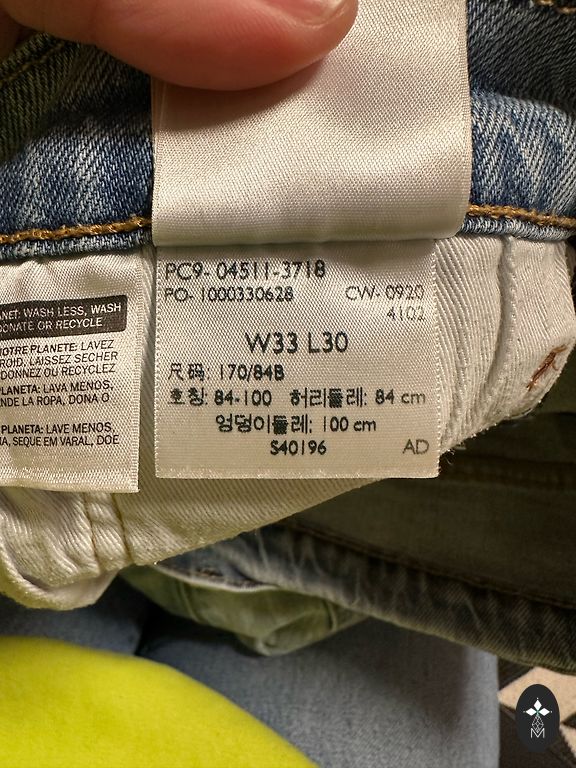 ANET: WASH LESS, WASH
DONATE OR RECYCLE.
NOTRE PLANETE: LAVEZ
ROID, LAISSEZ SECHER
DONNEZ OU RECYCLEZ
PLANETA: LAVA MENOS,
NDE LA ROPA, DONA O
PLANETA: LAVE MENOS,
IA, SEQUE EM VARAL, DOE
PC9- 04511-3718
PO- 1000330628 CW- 0920
4102
W33 L30
尺码: 170/84B
호칭: 84-100 허리둘레: 84 cm
엉덩이둘레: 100 cm
S40196 AD
M